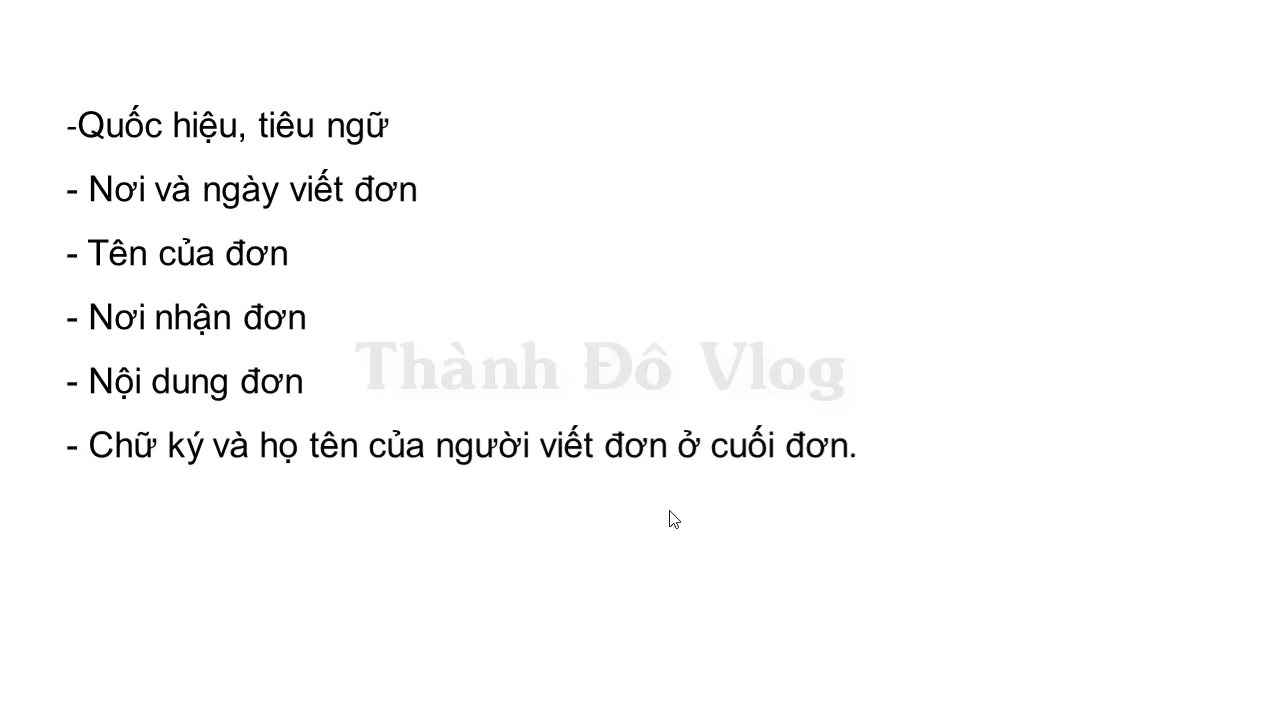 -Quốc hiệu, tiêu ngữ
- Nơi và ngày viết đơn
- Tên của đơn
- Nơi nhận đơn
Thành Đô Vlog
- Nội dung đơn
- Chữ ký và họ tên của người viết đơn ở cuối đơn.